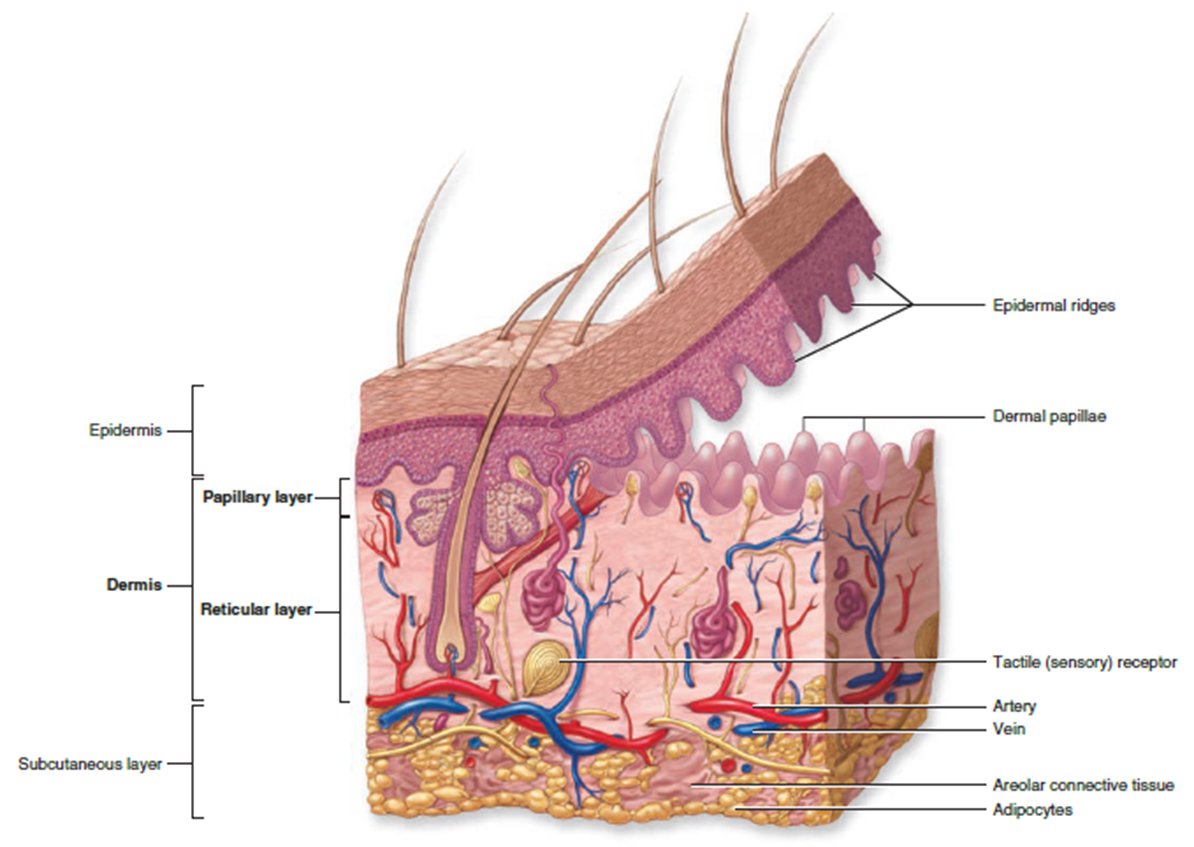 Epidermal ridges
Dermal papillae
Epidermis
Papillary layer
Dermis
Reticular layer
Tactile (sensory) receptor
Artery
Vein
Subcutaneous layer
Areolar connective tissue
Adipocytes